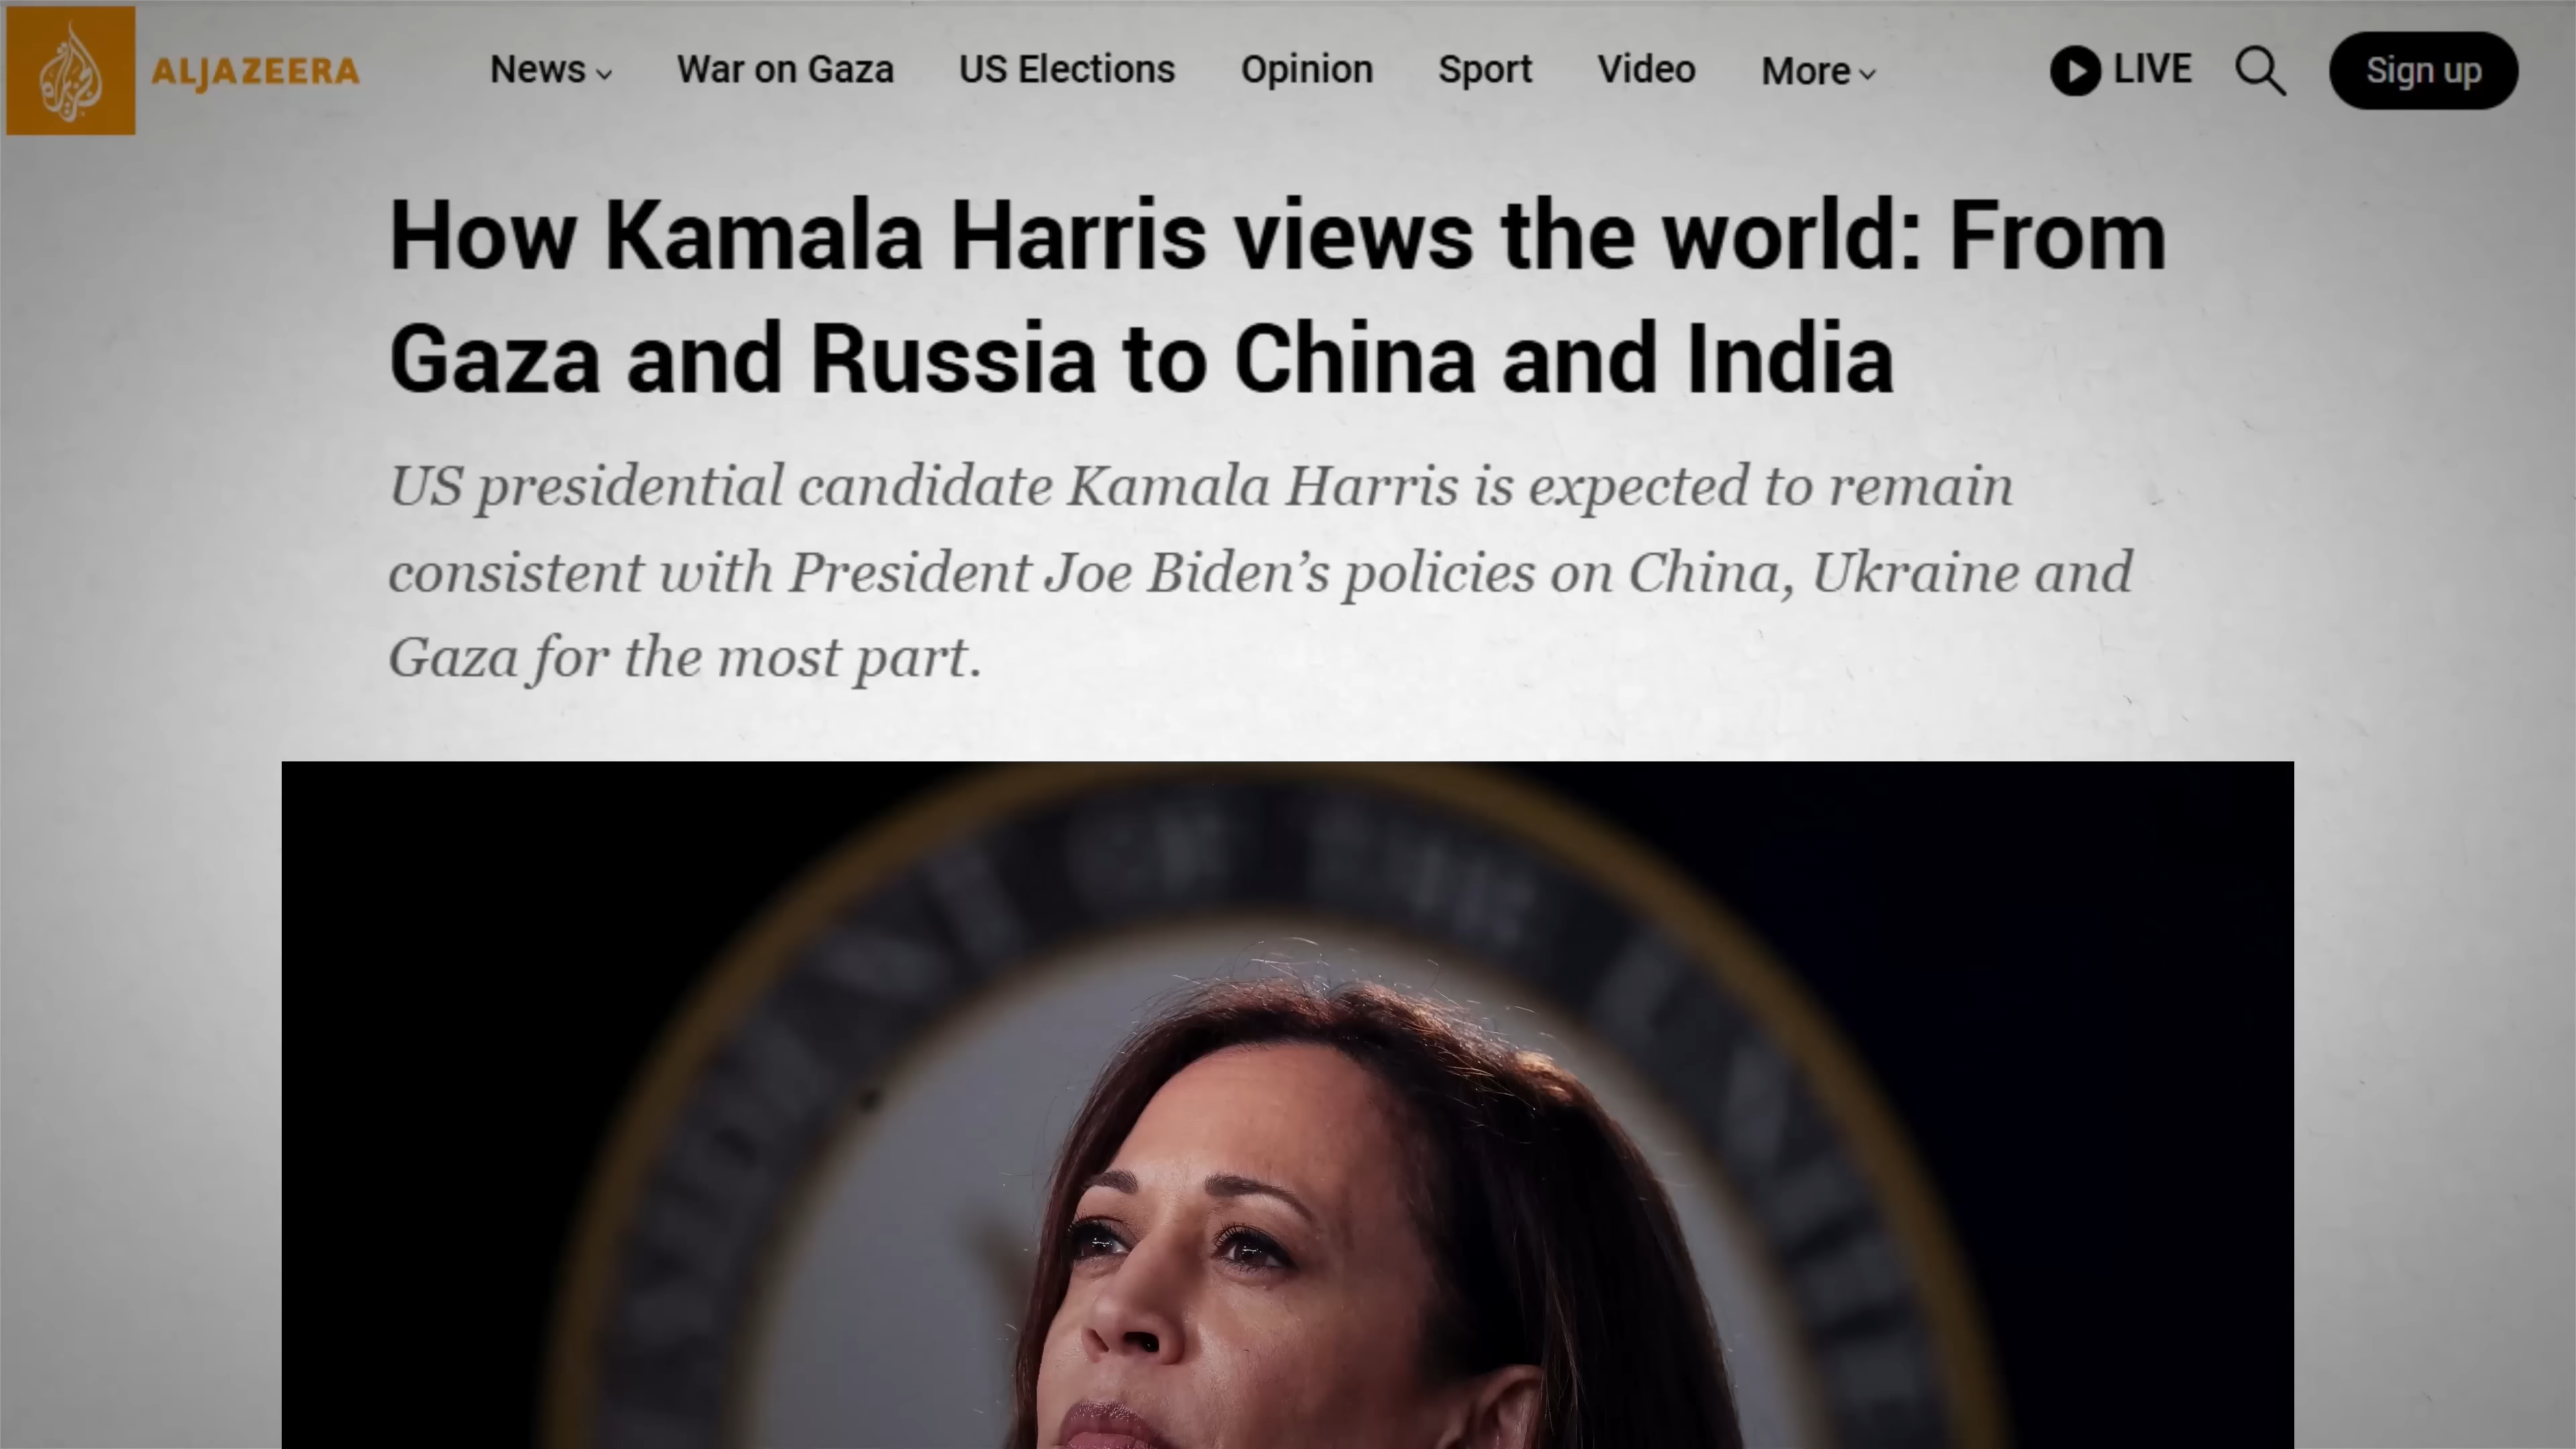 ALJAZEERA
News
War on Gaza
US Elections
Opinion
Sport
Video
More
LIVE
Sign up
How Kamala Harris views the world: From
Gaza and Russia to China and India
US presidential candidate Kamala Harris is expected to remain
consistent with President Joe Biden’s policies on China, Ukraine and
Gaza for the most part.